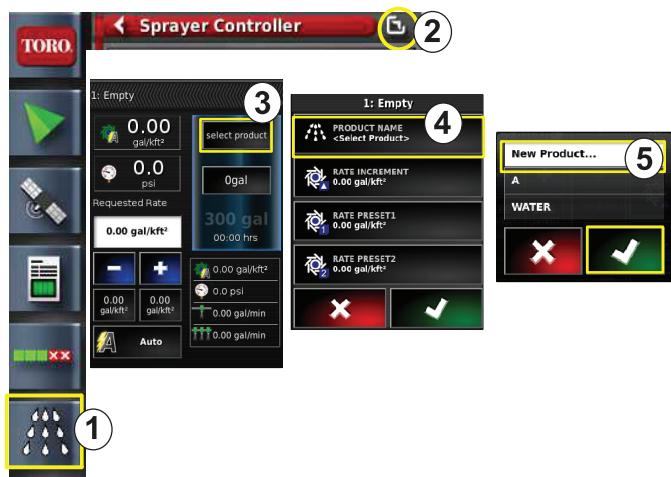 TORO.
Sprayer Controller
2
1: Empty
3
0.00
gal/kft²
select product
0.0
psi
0gal
Requested Rate
0.00 gal/kft²
300 gal
00:00 hrs
0.00
gal/kft²
0.00
gal/kft²
A Auto
0.00 gal/kft²
0.0 psi
0.00 gal/min
0.00 gal/min
1: Empty
4
PRODUCT NAME
<Select Product>
RATE INCREMENT
0.00 gal/kft²
RATE PRESET1
1 0.00 gal/kft²
RATE PRESET2
2 0.00 gal/kft²
New Product...
5
A
WATER
1